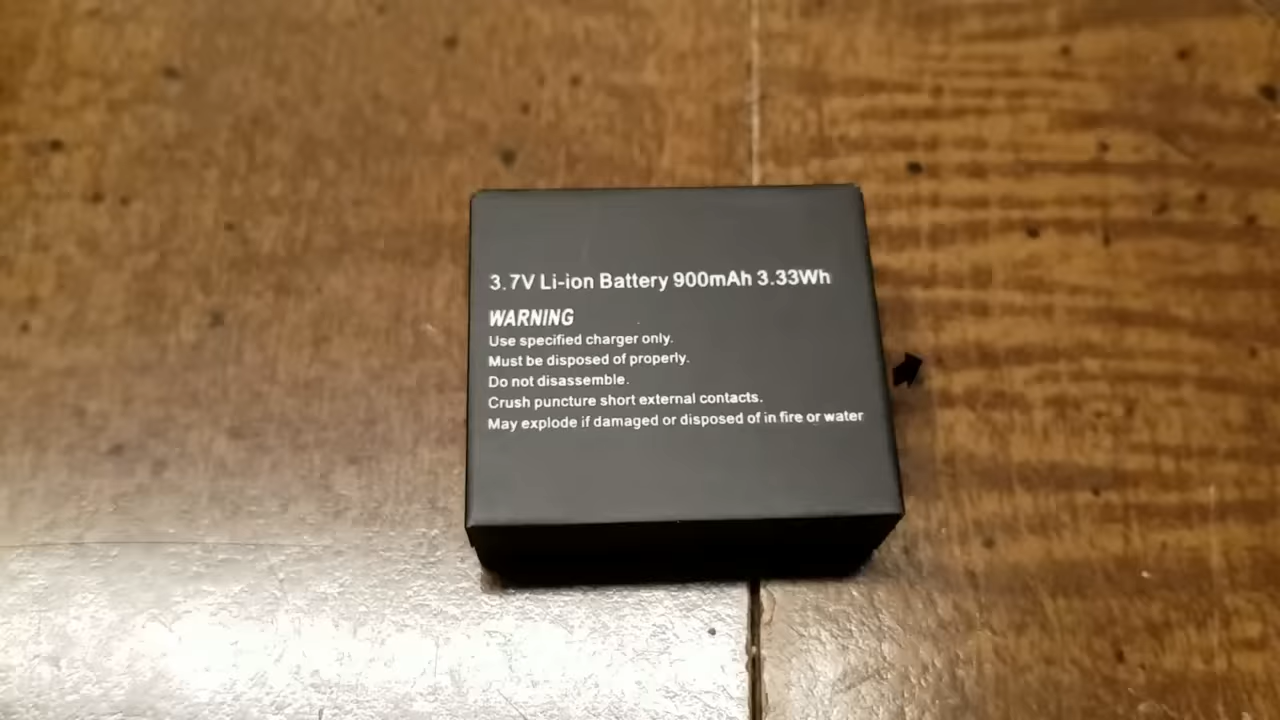 3.7V Li-ion Battery 900mAh 3.33Wh
WARNING
Use specified charger only.
Must be disposed of properly.
Do not disassemble.
Crush puncture short external contacts.
May explode if damaged or disposed of in fire or water